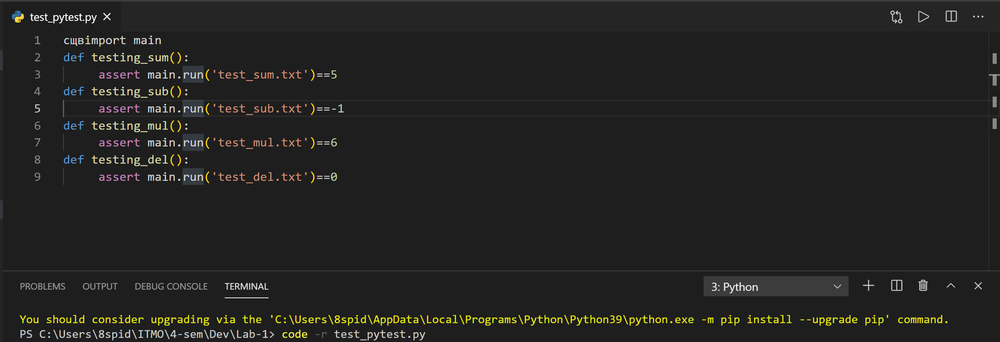 test_pytest.py
1 сщвimport main
2 def testing_sum():
3 assert main.run('test_sum.txt')==5
4 def testing_sub():
5 assert main.run('test_sub.txt')==-1
6 def testing_mul():
7 assert main.run('test_mul.txt')==6
8 def testing_del():
9 assert main.run('test_del.txt')==0
PROBLEMS OUTPUT DEBUG CONSOLE TERMINAL 3: Python
You should consider upgrading via the 'C:\Users\8spid\AppData\Local\Programs\Python\Python39\python.exe -m pip install --upgrade pip' command.
PS C:\Users\8spid\ITMO\4-sem\Dev\Lab-1> code -r test_pytest.py